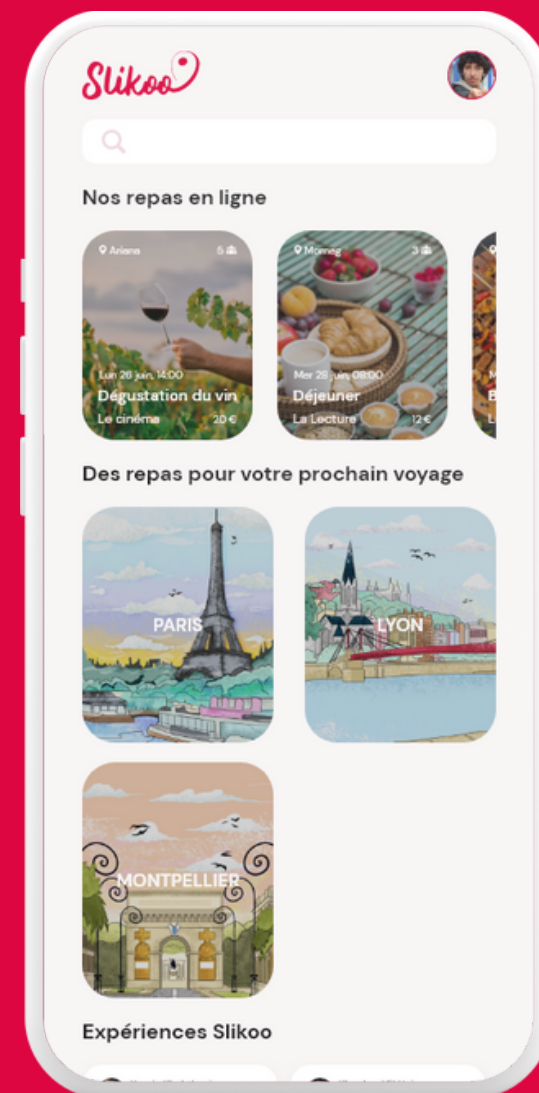 Slikoo
Nos repas en ligne
Ariana 5
Mornag 3
Lun 26 juin, 14:00
Dégustation du vin
Le cinéma 20 €
Mer 28 juin, 08:00
Déjeuner
La Lecture 12 €
Des repas pour votre prochain voyage
PARIS
LYON
MONTPELLIER
Expériences Slikoo